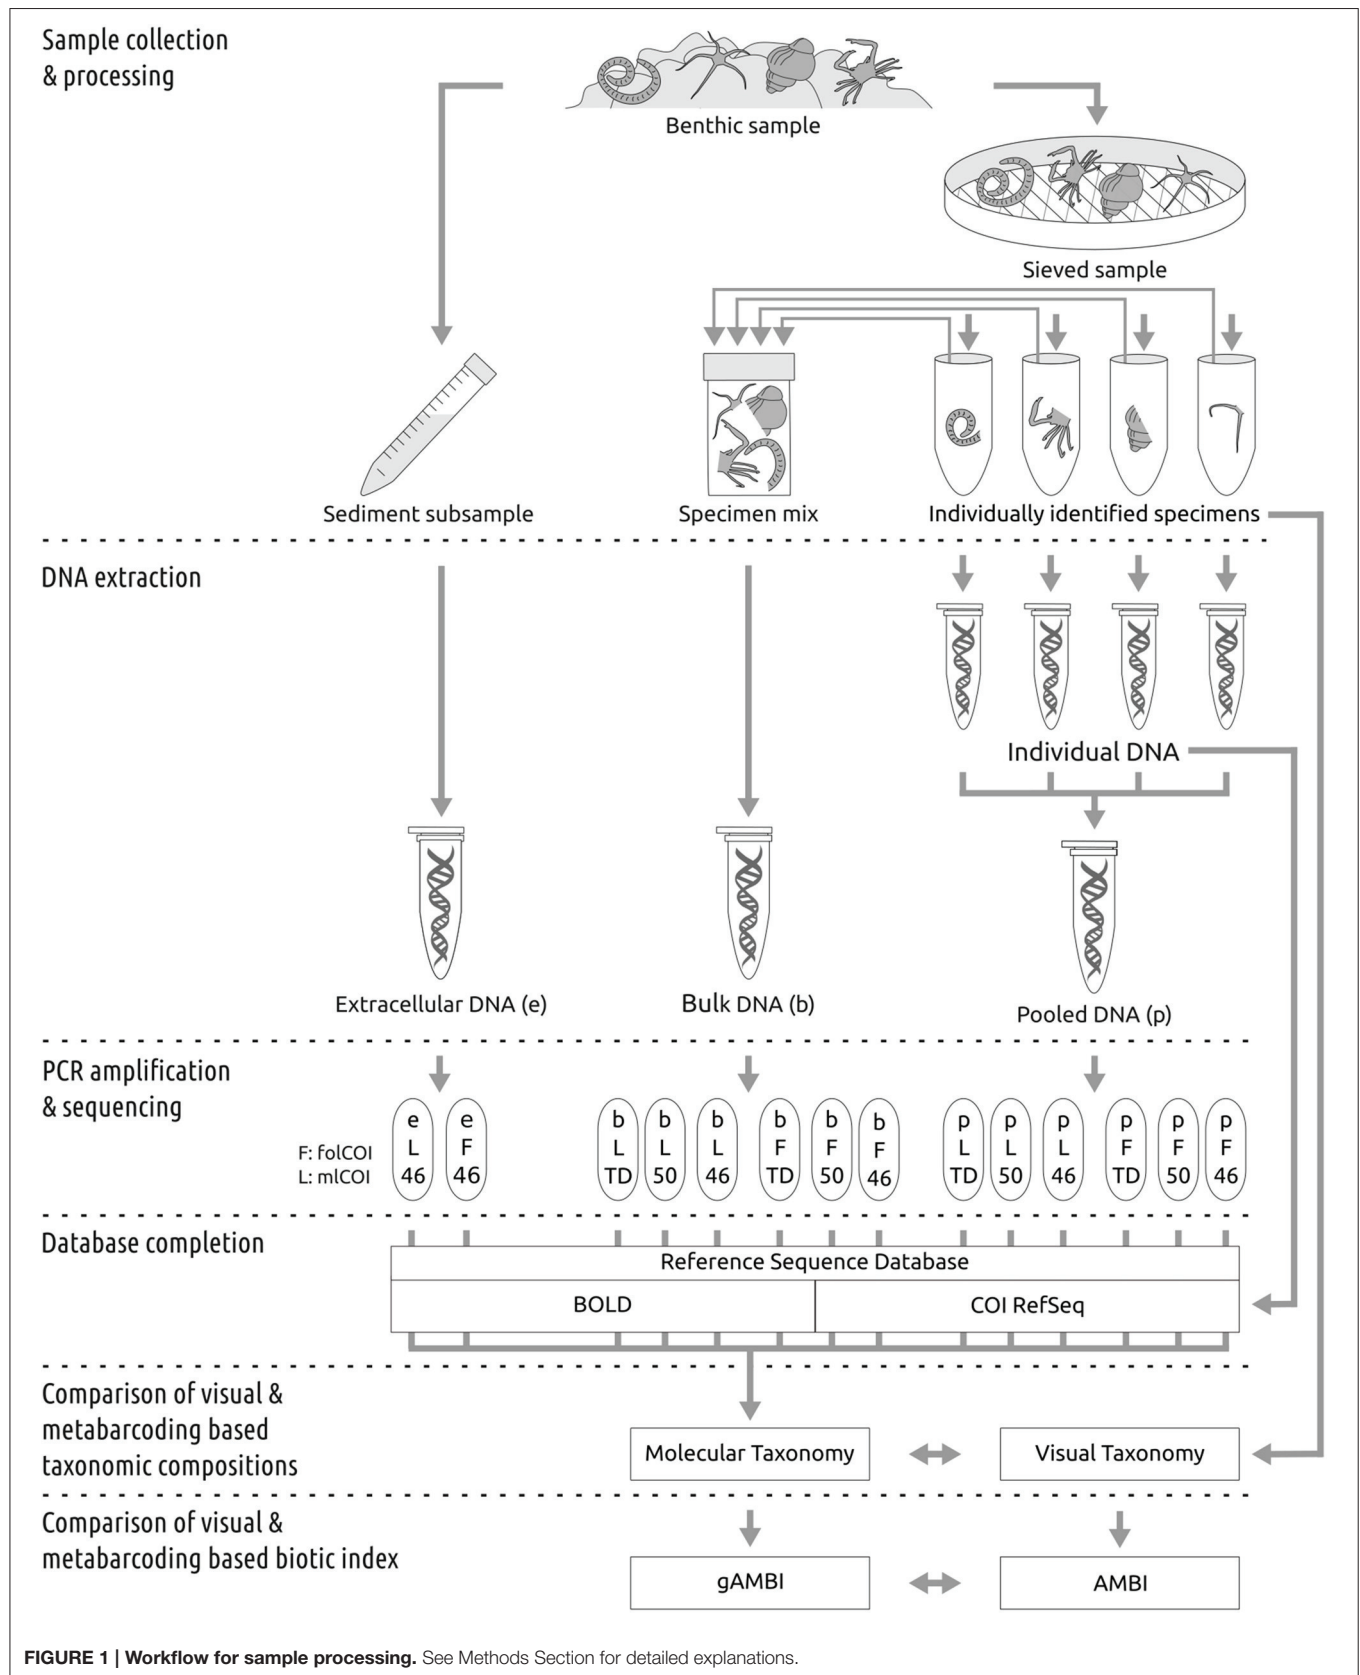 Sample collection
& processing
Benthic sample
Sieved sample
Sediment subsample
Specimen mix
Individually identified specimens
DNA extraction
Individual DNA
Extracellular DNA (e)
Bulk DNA (b)
Pooled DNA (p)
PCR amplification
& sequencing
F: folCOI
L: mlCOI
e
L
46
e
F
46
b
L
TD
b
L
50
b
L
46
b
F
TD
b
F
50
b
F
46
p
L
TD
p
L
50
p
L
46
p
F
TD
p
F
50
p
F
46
Database completion
Reference Sequence Database
BOLD
COI RefSeq
Comparison of visual &
metabarcoding based
taxonomic compositions
Molecular Taxonomy
Visual Taxonomy
Comparison of visual &
metabarcoding based biotic index
gAMBI
AMBI
FIGURE 1 | Workflow for sample processing. See Methods Section for detailed explanations.